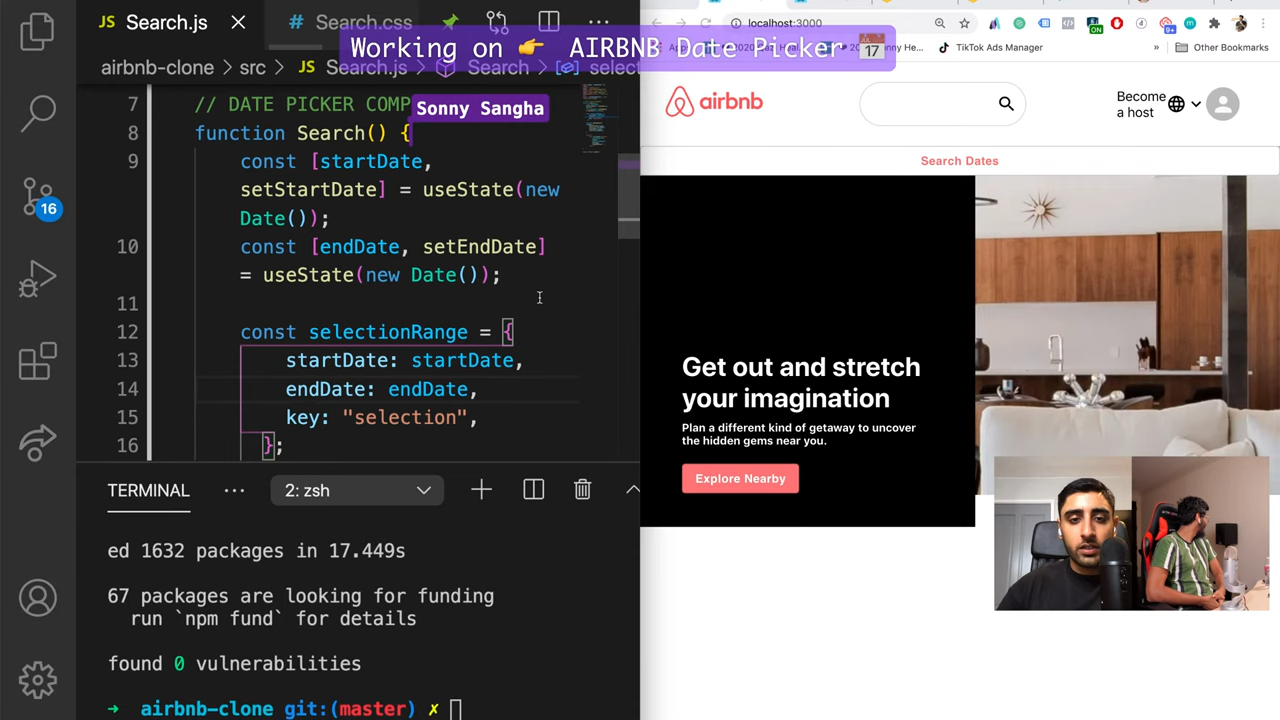 JS Search.js
# Search.css
Working on 👉 AIRBNB Date Picker 📅 17
airbnb-clone > src > JS Search.js > Search > select
Sonny Sangha
7 // DATE PICKER COMP
8 function Search() {
9 const [startDate,
setStartDate] = useState(new
Date());
10 const [endDate, setEndDate]
= useState(new Date());
11
12 const selectionRange = {
13 startDate: startDate,
14 endDate: endDate,
15 key: "selection",
16 };
16
TERMINAL
2: zsh
ed 1632 packages in 17.449s
67 packages are looking for funding
run `npm fund` for details
found 0 vulnerabilities
➜ airbnb-clone git:(master) ✗
localhost:3000
TikTok Ads Manager
» Other Bookmarks
ON
9+
airbnb
Become
a host
Search Dates
Get out and stretch
your imagination
Plan a different kind of getaway to uncover
the hidden gems near you.
Explore Nearby